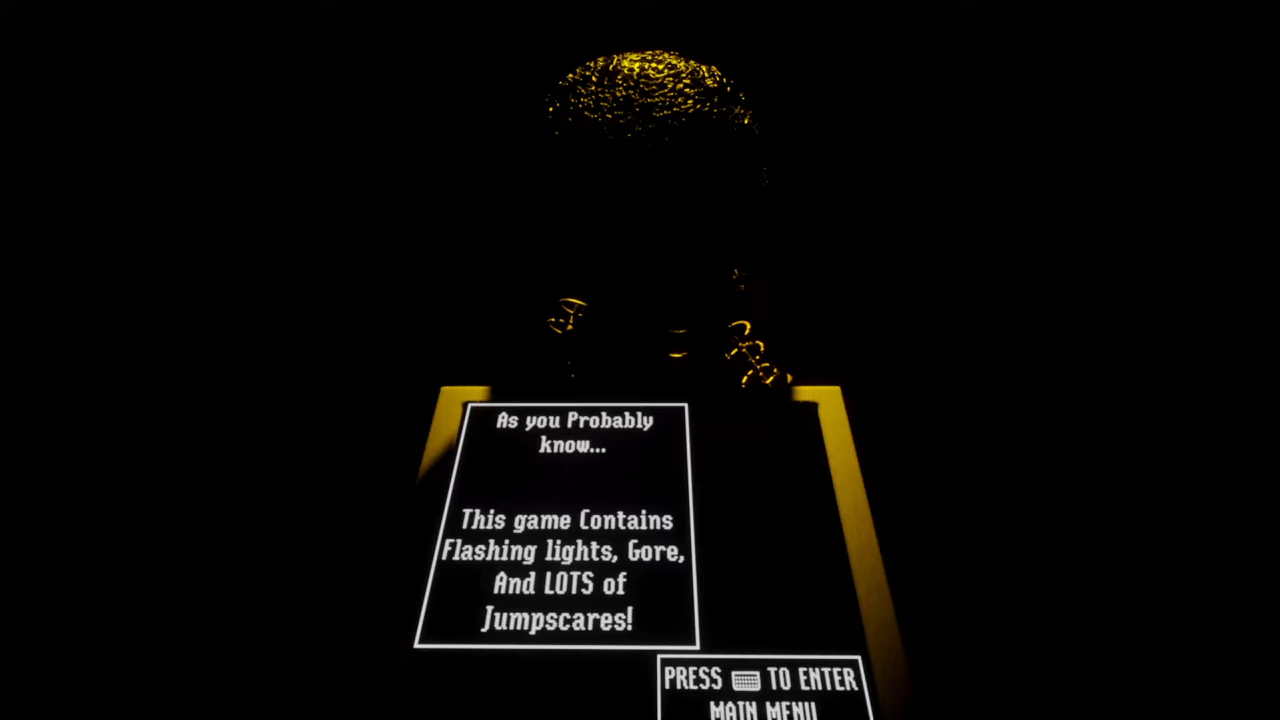 As you Probably
know...
This game Contains
Flashing lights, Gore,
And LOTS of
Jumpscares!
PRESS TO ENTER
MAIN MENU